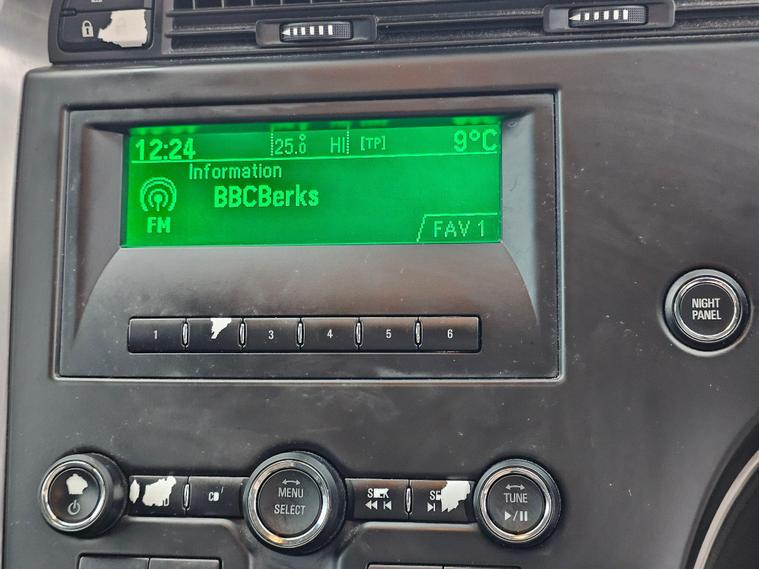 12:24 25.0 HI [TP] 9°C
Information
BBCBerks
FM
FAV 1
1 3 4 5 6
NIGHT
PANEL
MENU
SELECT
TUNE